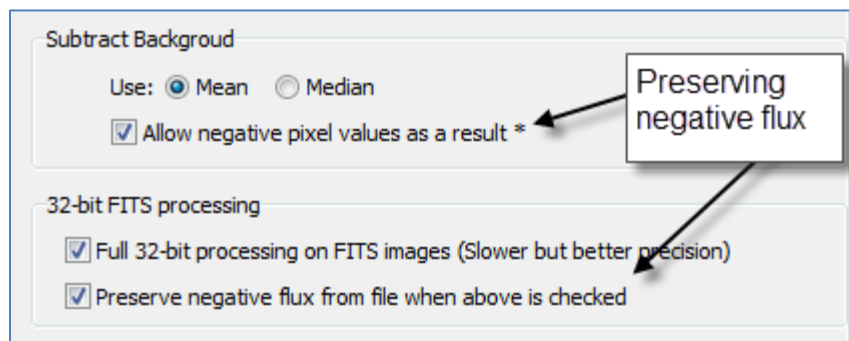 Subtract Backgroud
Use: Mean Median
Allow negative pixel values as a result *
Preserving
negative flux
32-bit FITS processing
Full 32-bit processing on FITS images (Slower but better precision)
Preserve negative flux from file when above is checked